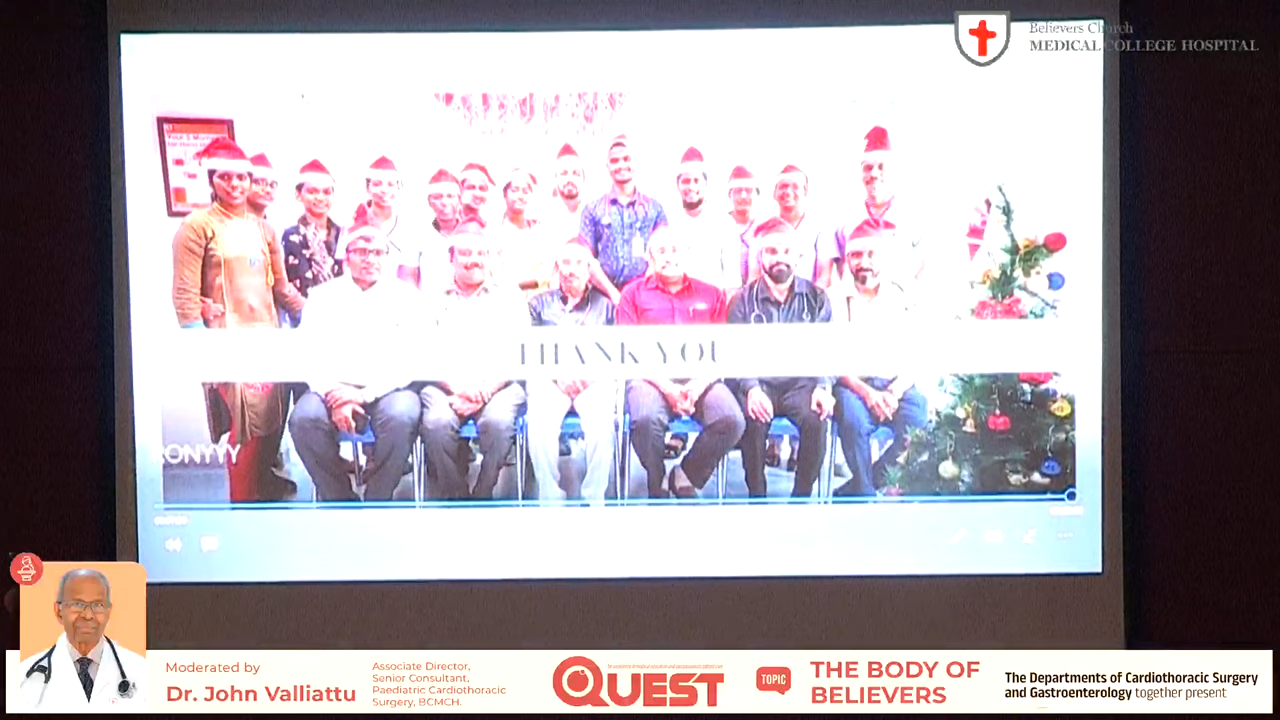 Believers Church
MEDICAL COLLEGE HOSPITAL
THANK YOU
RONYYY
Moderated by
Dr. John Valliattu
Associate Director,
Senior Consultant,
Paediatric Cardiothoracic
Surgery, BCMCH.
QUEST
TOPIC
THE BODY OF
BELIEVERS
The Departments of Cardiothoracic Surgery
and Gastroenterology together present